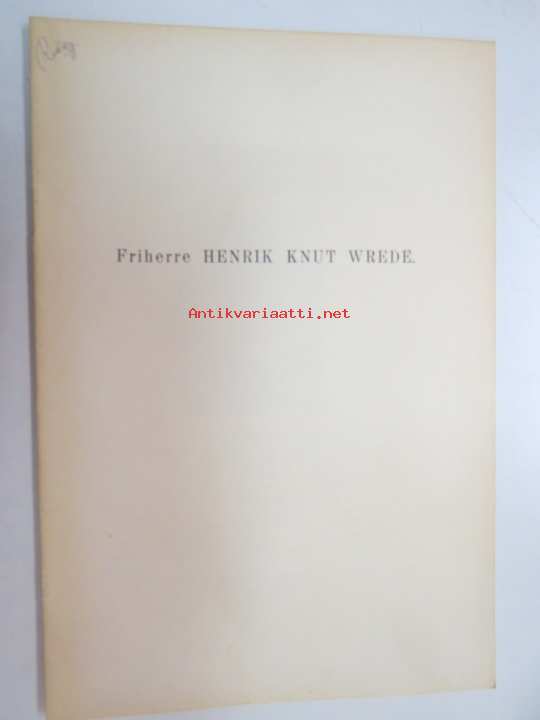 Friherre HENRIK KNUT WREDE.
Antikvariaatti.net